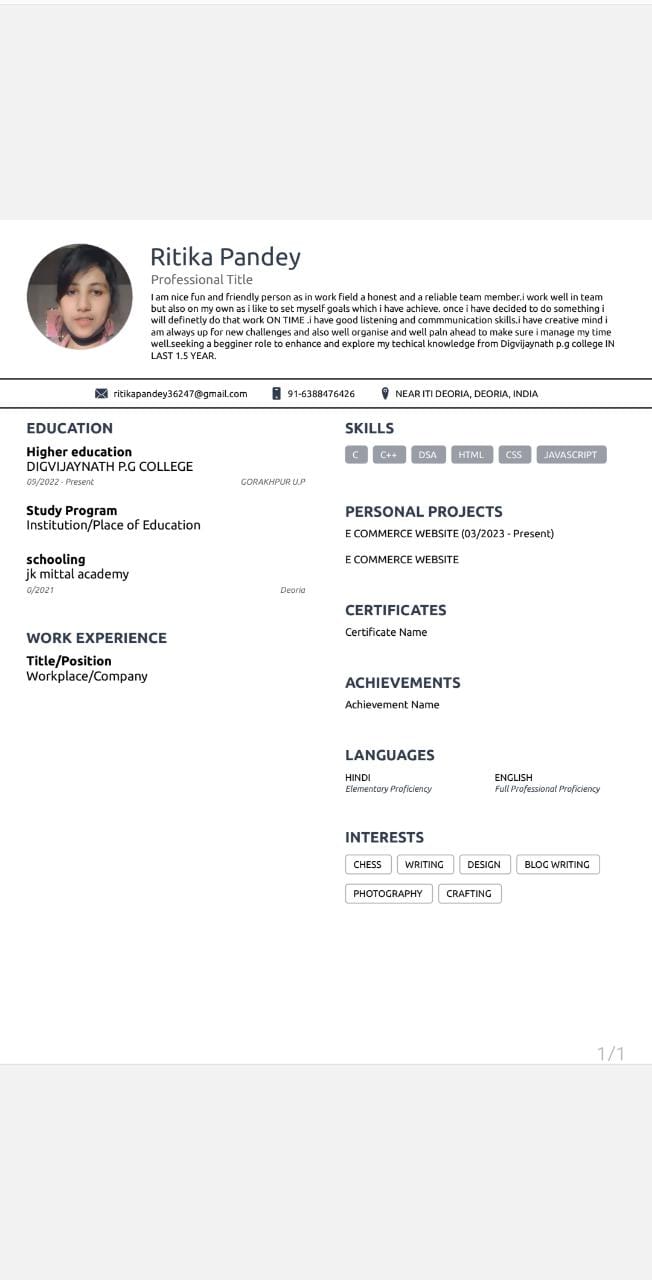 Ritika Pandey
Professional Title
I am nice fun and friendly person as in work field a honest and a reliable team member.i work well in team
but also on my own as i like to set myself goals which i have achieve. once i have decided to do something i
will definetly do that work ON TIME .i have good listening and commmunication skills.i have creative mind i
am always up for new challenges and also well organise and well paln ahead to make sure i manage my time
well.seeking a begginer role to enhance and explore my techical knowledge from Digvijaynath p.g college IN
LAST 1.5 YEAR.
ritikapandey36247@gmail.com 91-6388476426 NEAR ITI DEORIA, DEORIA, INDIA
EDUCATION
Higher education
DIGVIJAYNATH P.G COLLEGE
05/2022 - Present GORAKHPUR U.P
Study Program
Institution/Place of Education
schooling
jk mittal academy
0/2021 Deoria
WORK EXPERIENCE
Title/Position
Workplace/Company
SKILLS
C C++ DSA HTML CSS JAVASCRIPT
PERSONAL PROJECTS
E COMMERCE WEBSITE (03/2023 - Present)
E COMMERCE WEBSITE
CERTIFICATES
Certificate Name
ACHIEVEMENTS
Achievement Name
LANGUAGES
HINDI ENGLISH
Elementary Proficiency Full Professional Proficiency
INTERESTS
CHESS WRITING DESIGN BLOG WRITING
PHOTOGRAPHY CRAFTING
1/1